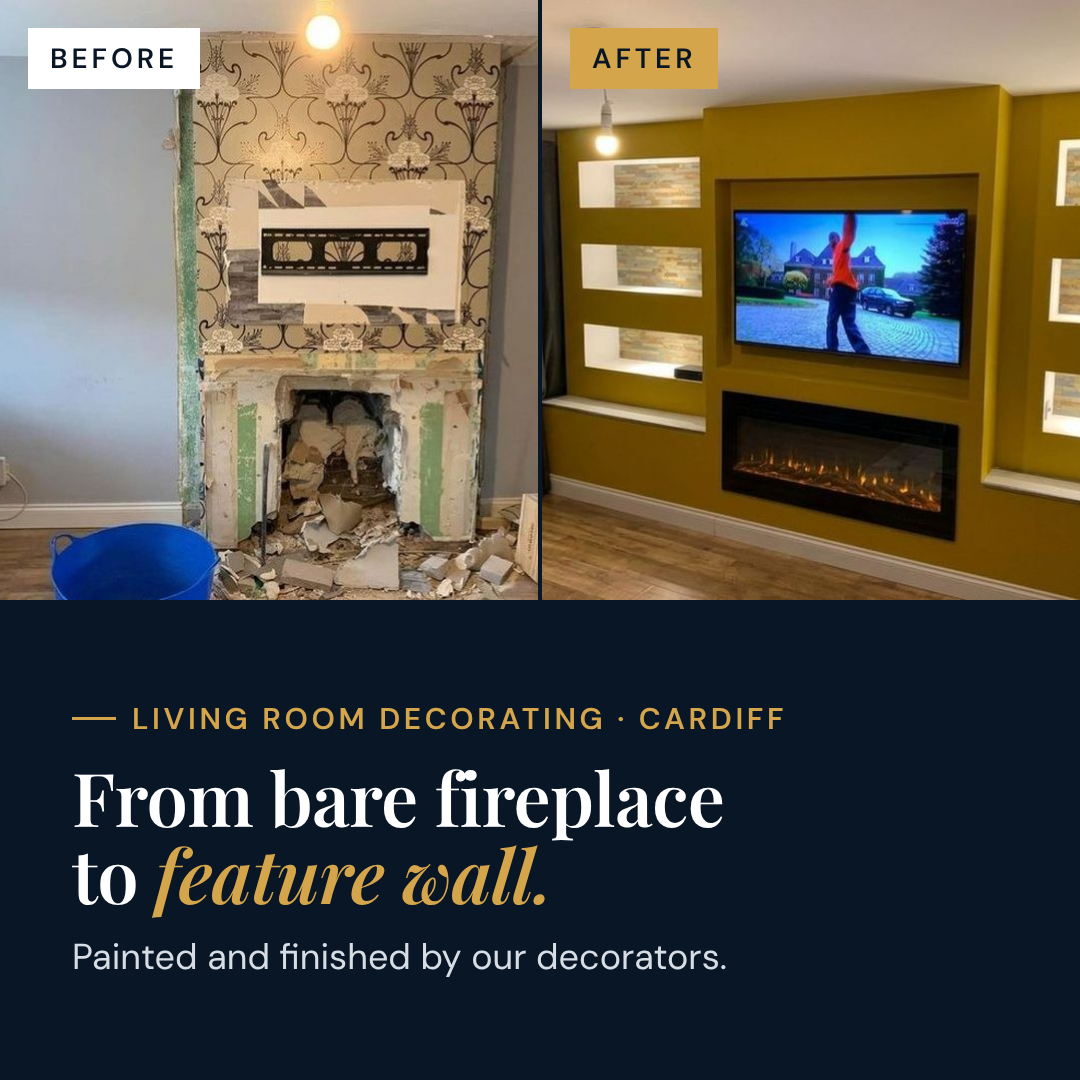 BEFORE
AFTER
LIVING ROOM DECORATING · CARDIFF
From bare fireplace
to feature wall.
Painted and finished by our decorators.